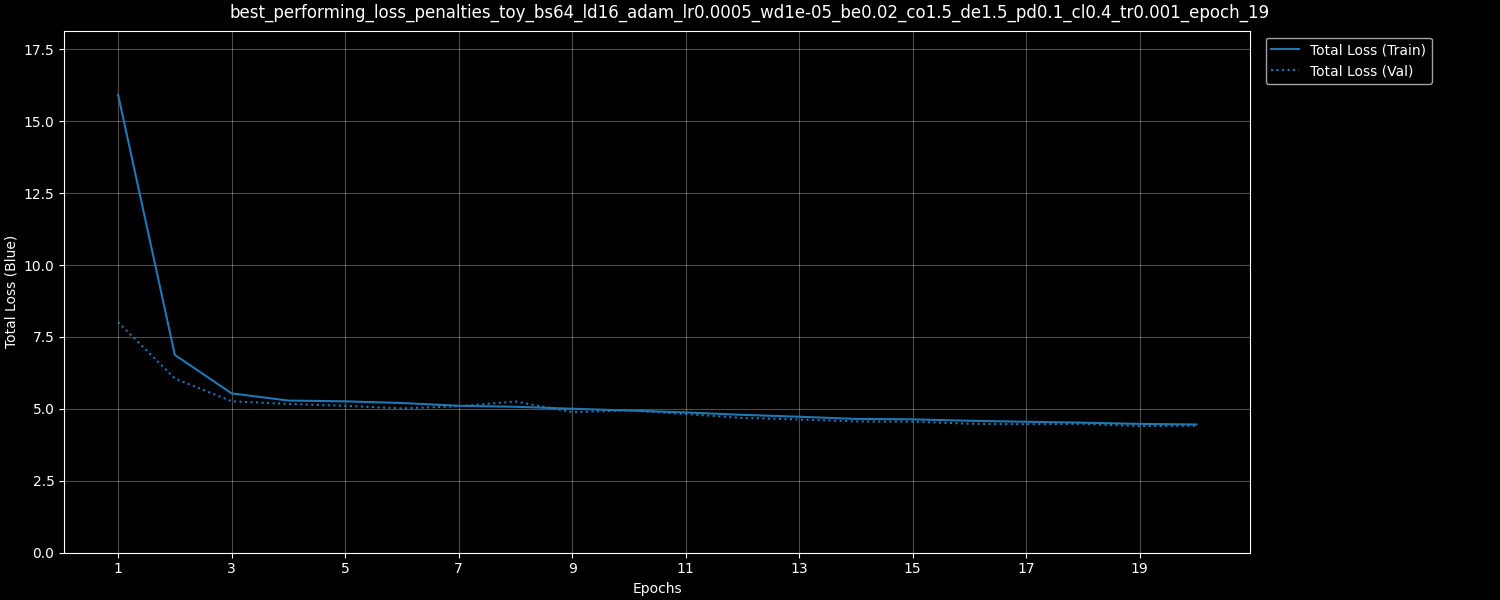 best_performing_loss_penalties_toy_bs64_ld16_adam_lr0.0005_wd1e-05_be0.02_co1.5_de1.5_pd0.1_cl0.4_tr0.001_epoch_19
Total Loss (Train)
Total Loss (Val)
Total Loss (Blue)
17.5
15.0
12.5
10.0
7.5
5.0
2.5
0.0
1 3 5 7 9 11 13 15 17 19
Epochs